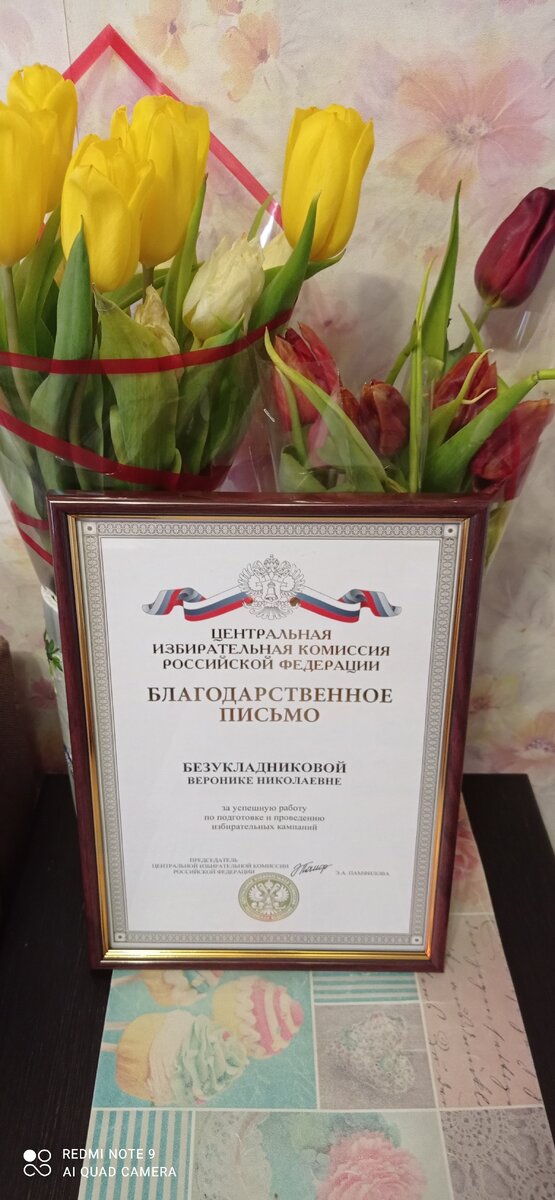 ЦЕНТРАЛЬНАЯ
ИЗБИРАТЕЛЬНАЯ КОМИССИЯ
РОССИЙСКОЙ ФЕДЕРАЦИИ
БЛАГОДАРСТВЕННОЕ
ПИСЬМО
БЕЗУКЛАДНИКОВОЙ
ВЕРОНИКЕ НИКОЛАЕВНЕ
за успешную работу
по подготовке и проведению
избирательных кампаний
ПРЕДСЕДАТЕЛЬ
ЦЕНТРАЛЬНОЙ ИЗБИРАТЕЛЬНОЙ КОМИССИИ
РОССИЙСКОЙ ФЕДЕРАЦИИ
Э.А. ПАМФИЛОВА
REDMI NOTE 9
AI QUAD CAMERA